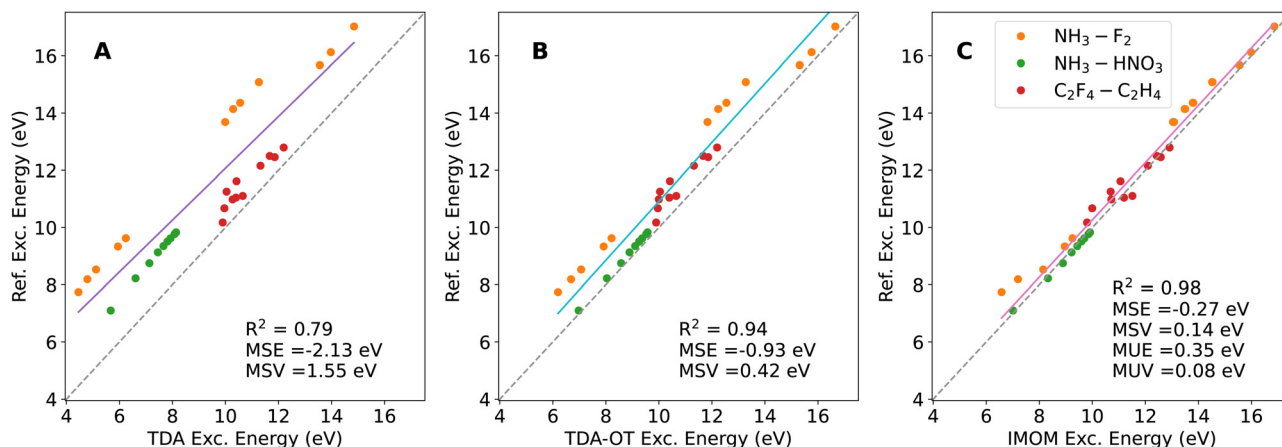 A
16
14
12
10
8
6
4
Ref. Exc. Energy (eV)
R² = 0.79
MSE =-2.13 eV
MSV =1.55 eV
4 6 8 10 12 14 16
TDA Exc. Energy (eV)
B
16
14
12
10
8
6
4
Ref. Exc. Energy (eV)
R² = 0.94
MSE =-0.93 eV
MSV =0.42 eV
4 6 8 10 12 14 16
TDA-OT Exc. Energy (eV)
C
NH₃ − F₂
NH₃ − HNO₃
C₂F₄ − C₂H₄
16
14
12
10
8
6
4
Ref. Exc. Energy (eV)
R² = 0.98
MSE =-0.27 eV
MSV =0.14 eV
MUE =0.35 eV
MUV =0.08 eV
4 6 8 10 12 14 16
IMOM Exc. Energy (eV)